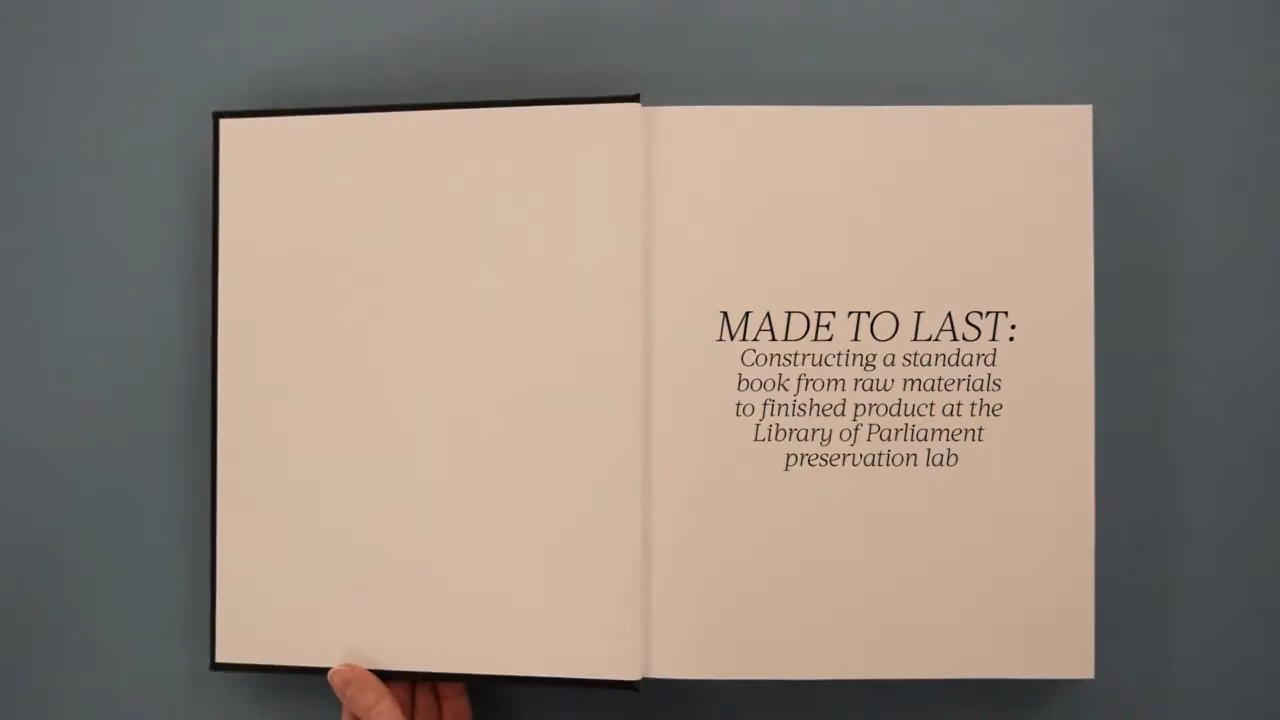 MADE TO LAST:
Constructing a standard
book from raw materials
to finished product at the
Library of Parliament
preservation lab